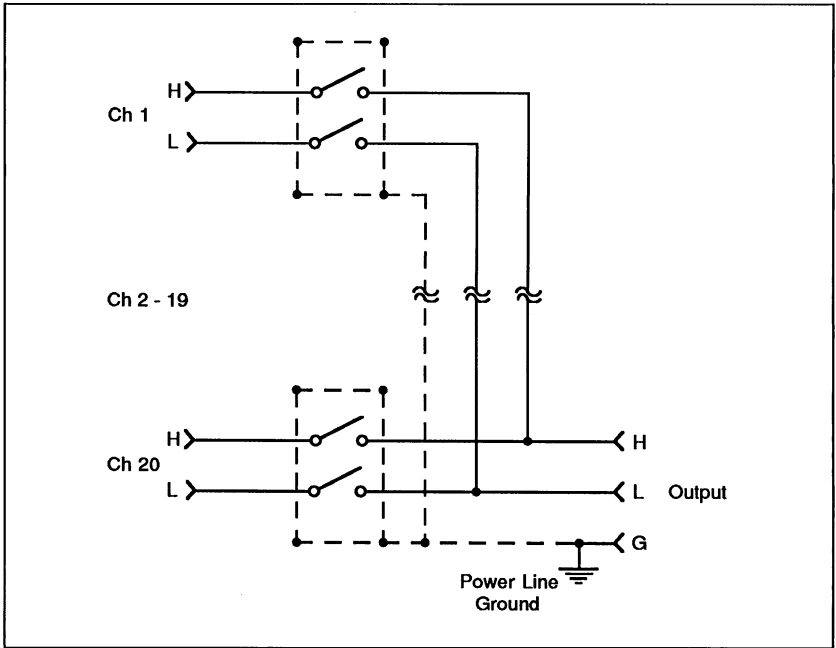 H
Ch 1
L
Ch 2 - 19
H
H
Ch 20
L
L Output
G
Power Line
Ground